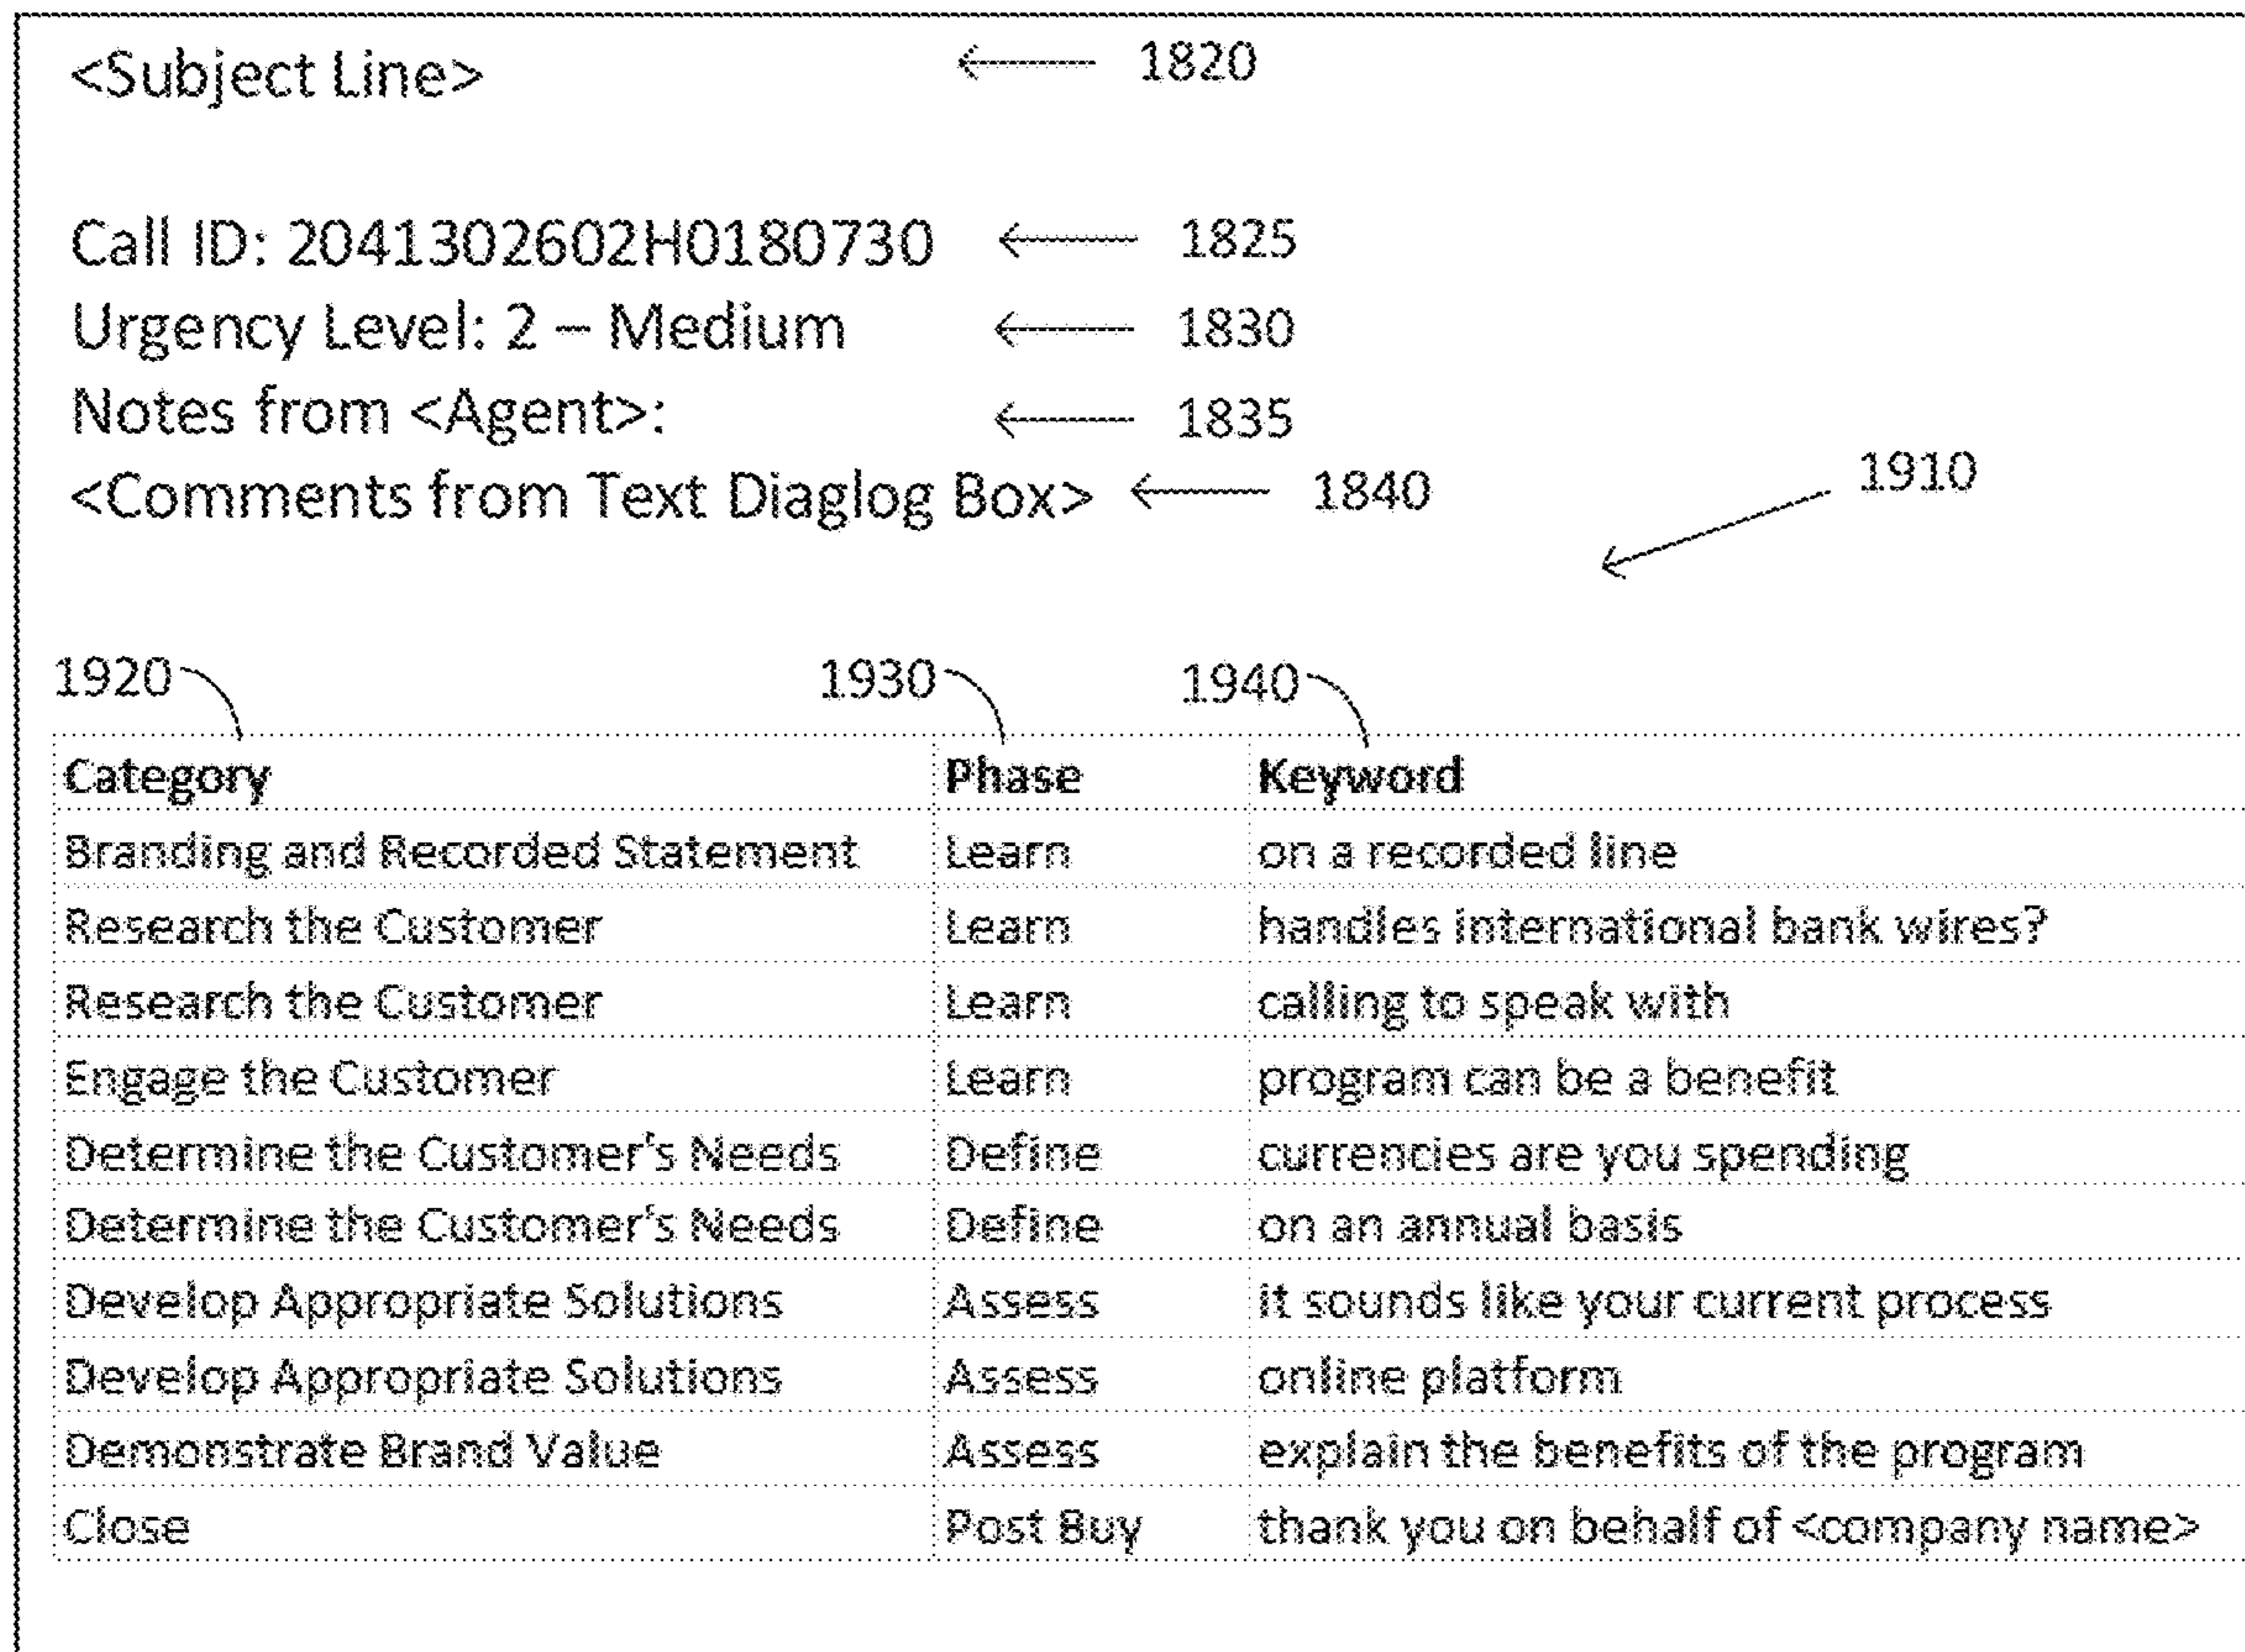 <Subject Line> 1820
Call ID: 2041302602H0180730 1825
Urgency Level: 2 – Medium 1830
Notes from <Agent>: 1835
<Comments from Text Diaglog Box> 1840
1910
1920 1930 1940
Category Phase Keyword
Branding and Recorded Statement Learn on a recorded line
Research the Customer Learn handles international bank wires?
Research the Customer Learn calling to speak with
Engage the Customer Learn program can be a benefit
Determine the Customer's Needs Define currencies are you spending
Determine the Customer's Needs Define on an annual basis
Develop Appropriate Solutions Assess it sounds like your current process
Develop Appropriate Solutions Assess online platform
Demonstrate Brand Value Assess explain the benefits of the program
Close Post Buy thank you on behalf of <company name>